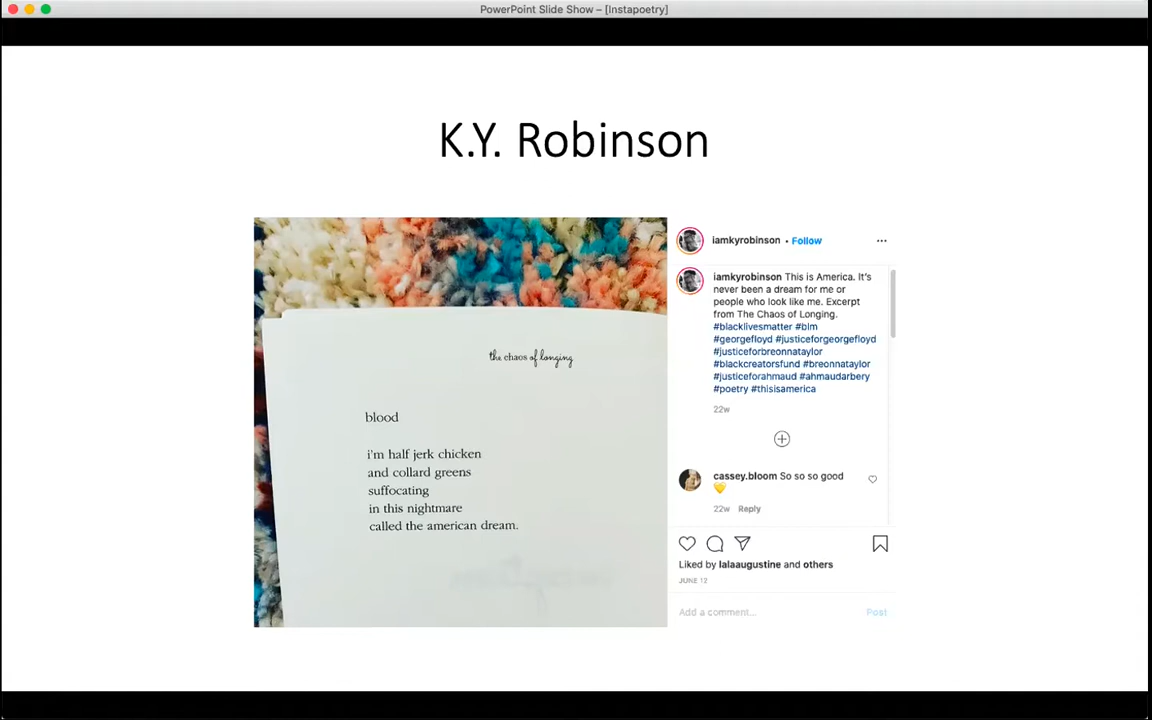 PowerPoint Slide Show – [Instapoetry]
K.Y. Robinson
the chaos of longing
blood
i'm half jerk chicken
and collard greens
suffocating
in this nightmare
called the american dream.
iamkyrobinson • Follow
iamkyrobinson This is America. It's
never been a dream for me or
people who look like me. Excerpt
from The Chaos of Longing.
#blacklivesmatter #blm
#georgefloyd #justiceforgeorgefloyd
#justiceforbreonnataylor
#blackcreatorsfund #breonnataylor
#justiceforahmaud #ahmaudarbery
#poetry #thisisamerica
22w
cassey.bloom So so so good
💛
22w Reply
Liked by lalaaugustine and others
JUNE 12
Add a comment...
Post